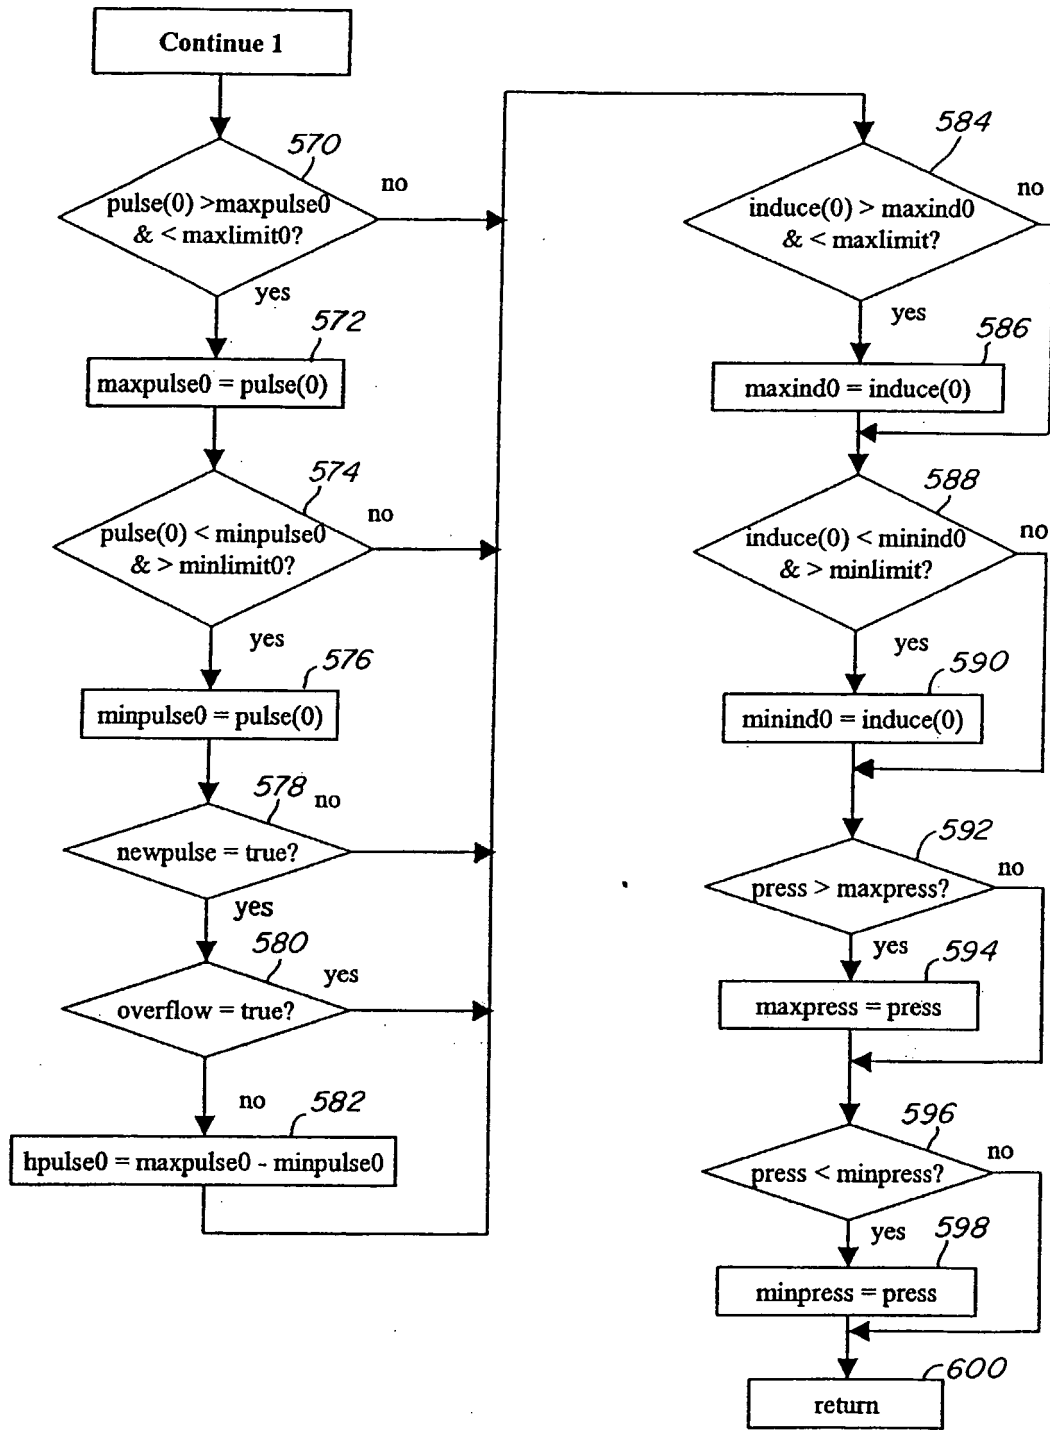 Continue 1
570
pulse(0) >maxpulse0
& < maxlimit0?
no
yes
572
maxpulse0 = pulse(0)
574
pulse(0) < minpulse0
& > minlimit0?
no
yes
576
minpulse0 = pulse(0)
578
newpulse = true?
no
yes
580
overflow = true?
yes
no
582
hpulse0 = maxpulse0 - minpulse0
584
induce(0) > maxind0
& < maxlimit?
no
yes
586
maxind0 = induce(0)
588
induce(0) < minind0
& > minlimit?
no
yes
590
minind0 = induce(0)
592
press > maxpress?
no
yes
594
maxpress = press
596
press < minpress?
no
yes
598
minpress = press
600
return